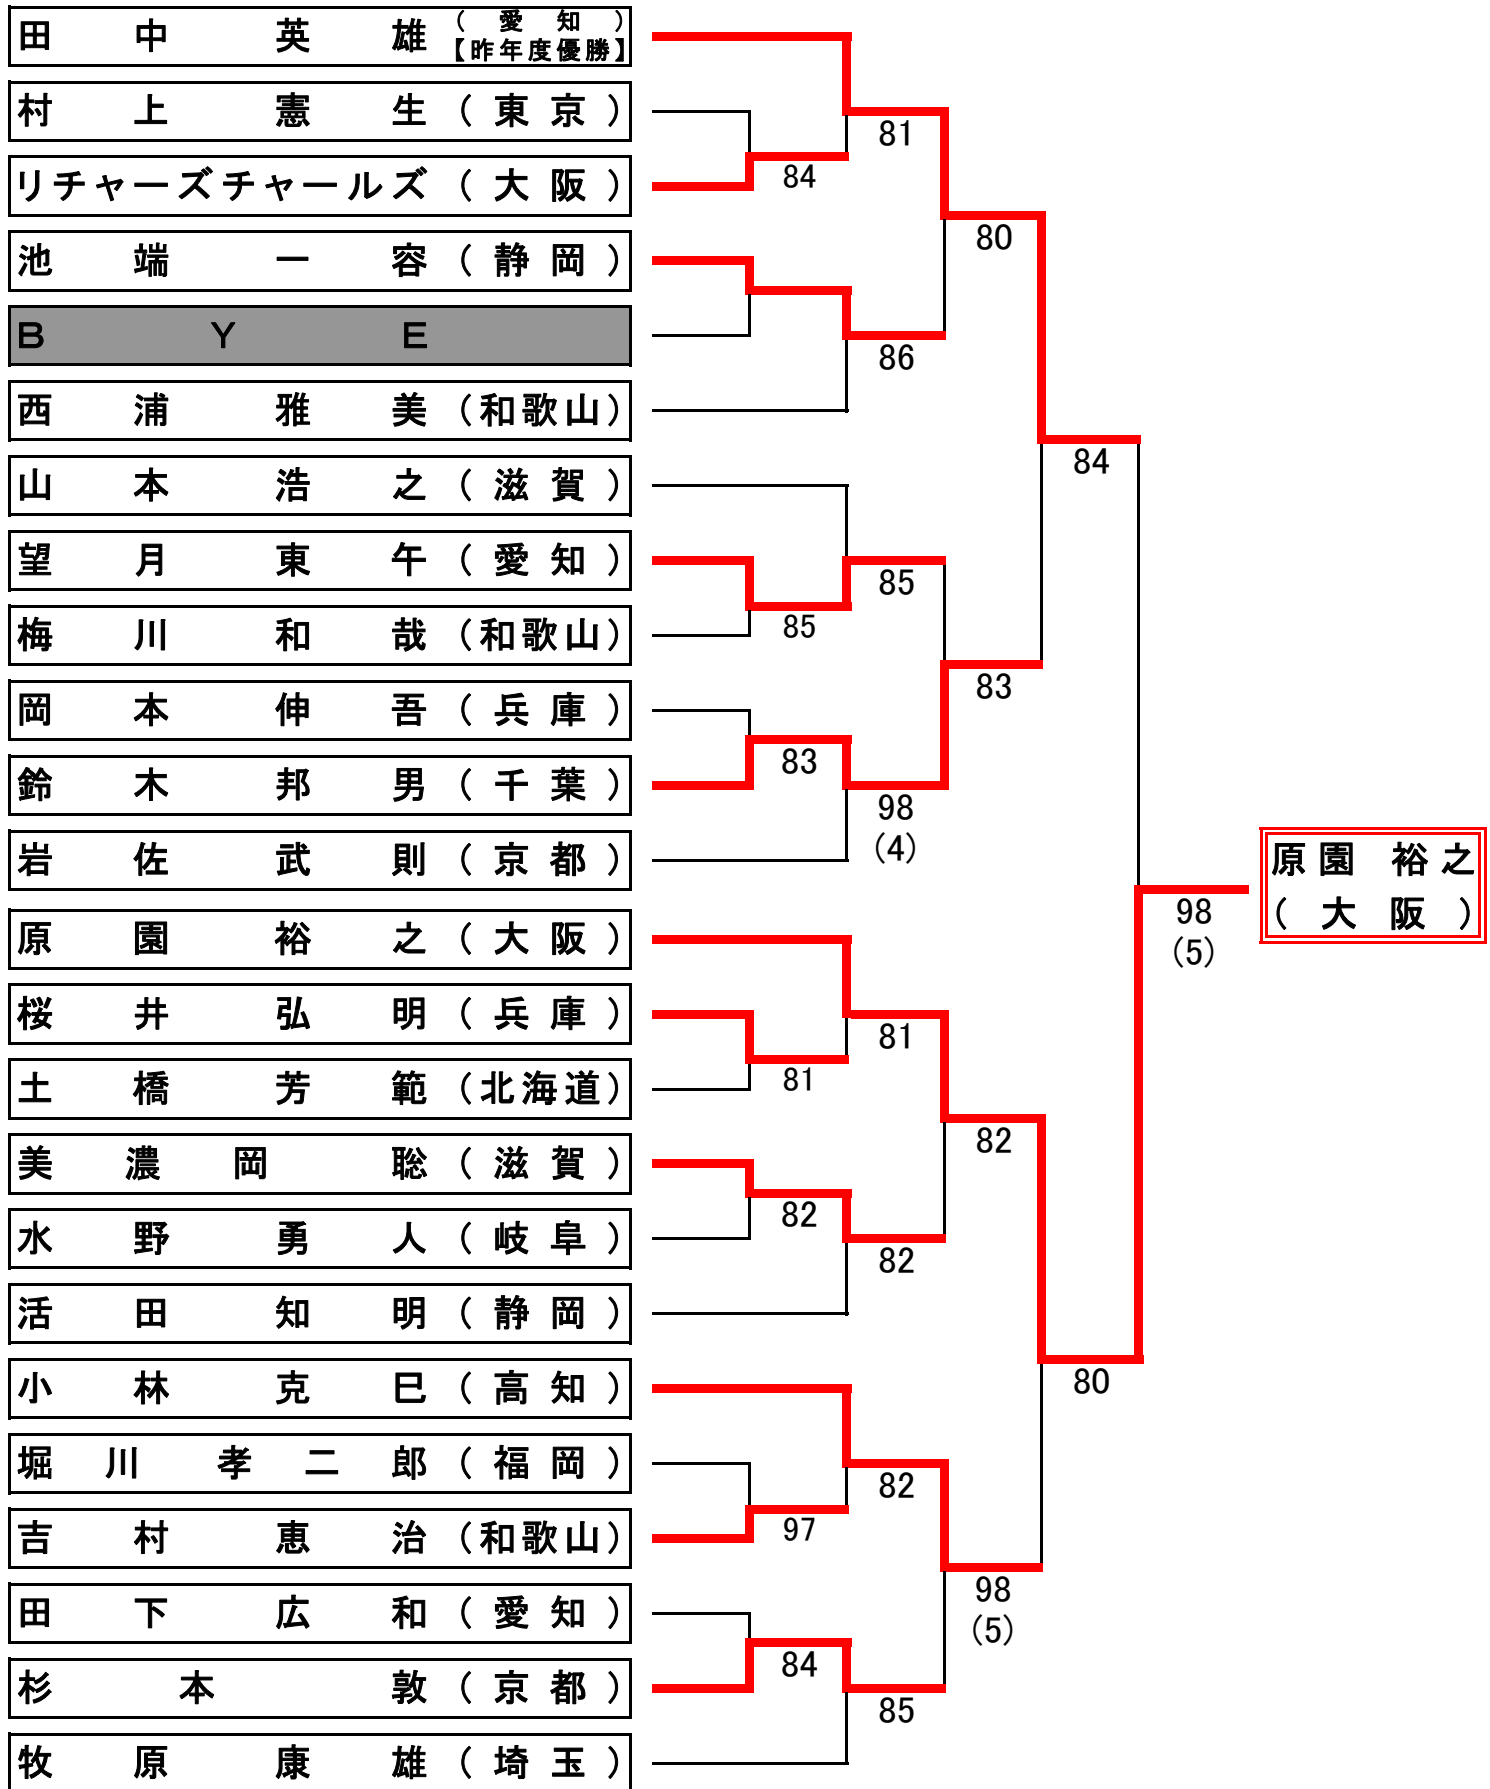 田中英雄 (愛知)
【昨年度優勝】
村上憲生 (東京)
81
リチャーズチャールズ (大阪)
84
池端一容 (静岡)
80
BYE
86
西浦雅美 (和歌山)
84
山本浩之 (滋賀)
望月東午 (愛知)
85
梅川和哉 (和歌山)
85
岡本伸吾 (兵庫)
83
鈴木邦男 (千葉)
83
98
(4)
岩佐武則 (京都)
原園 裕之
(大阪)
98
(5)
原園裕之 (大阪)
桜井弘明 (兵庫)
81
土橋芳範 (北海道)
81
美濃岡聡 (滋賀)
82
水野勇人 (岐阜)
82
82
活田知明 (静岡)
小林克巳 (高知)
80
堀川孝二郎 (福岡)
82
吉村恵治 (和歌山)
97
田下広和 (愛知)
98
(5)
杉本敦 (京都)
84
85
牧原康雄 (埼玉)